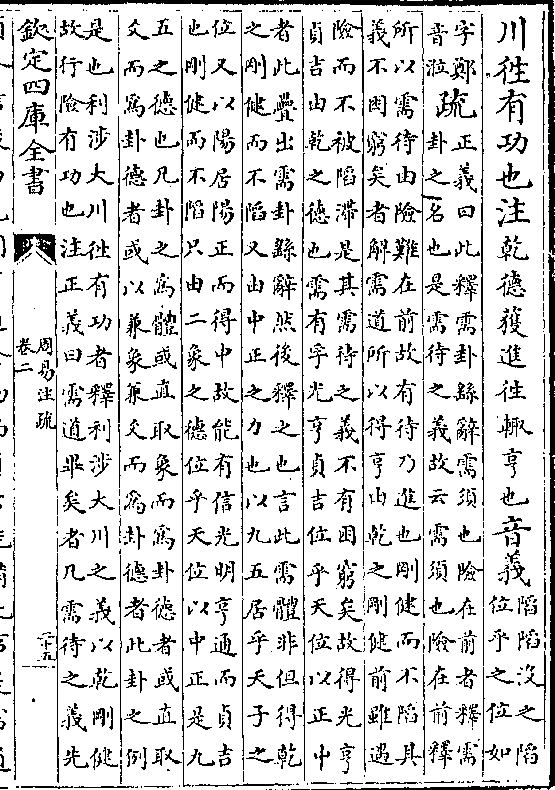 川徃有功也注乾德獲進徃輙亨也音義
陷陷没之陷
位乎之位如
字鄭
音涖
疏
正義曰此釋需卦繇辭需須也險在前者釋需
卦之名也是需待之義故云需須也險在前釋
所以需待由險難在前故有待乃進也剛健而不陷其
義不困窮矣者解需道所以得亨由乾之剛健前雖遇
險而不被陷滯是其需待之義不有困窮矣故得光亨
貞吉由乾之德也需有孚光亨貞吉位乎天位以正中
者此疊出需卦繇辭然後釋之也言此需體非但得乾
之剛健而不陷又由中正之力也以九五居乎天子之
位又以陽居陽正而得中故能有信光明亨通而貞吉
也剛健而不陷只由二象之德位乎天位以中正是九
五之德也凡卦之為體或直取象而為卦德者或直取
爻而為卦德者或以兼象兼爻而為卦德者此卦之例
是也利涉大川徃有功者釋利涉大川之義以乾剛健
故行險有功也注正義曰需道畢矣者凡需待之義先
欽定四庫全書
周易注疏
卷二
二十五